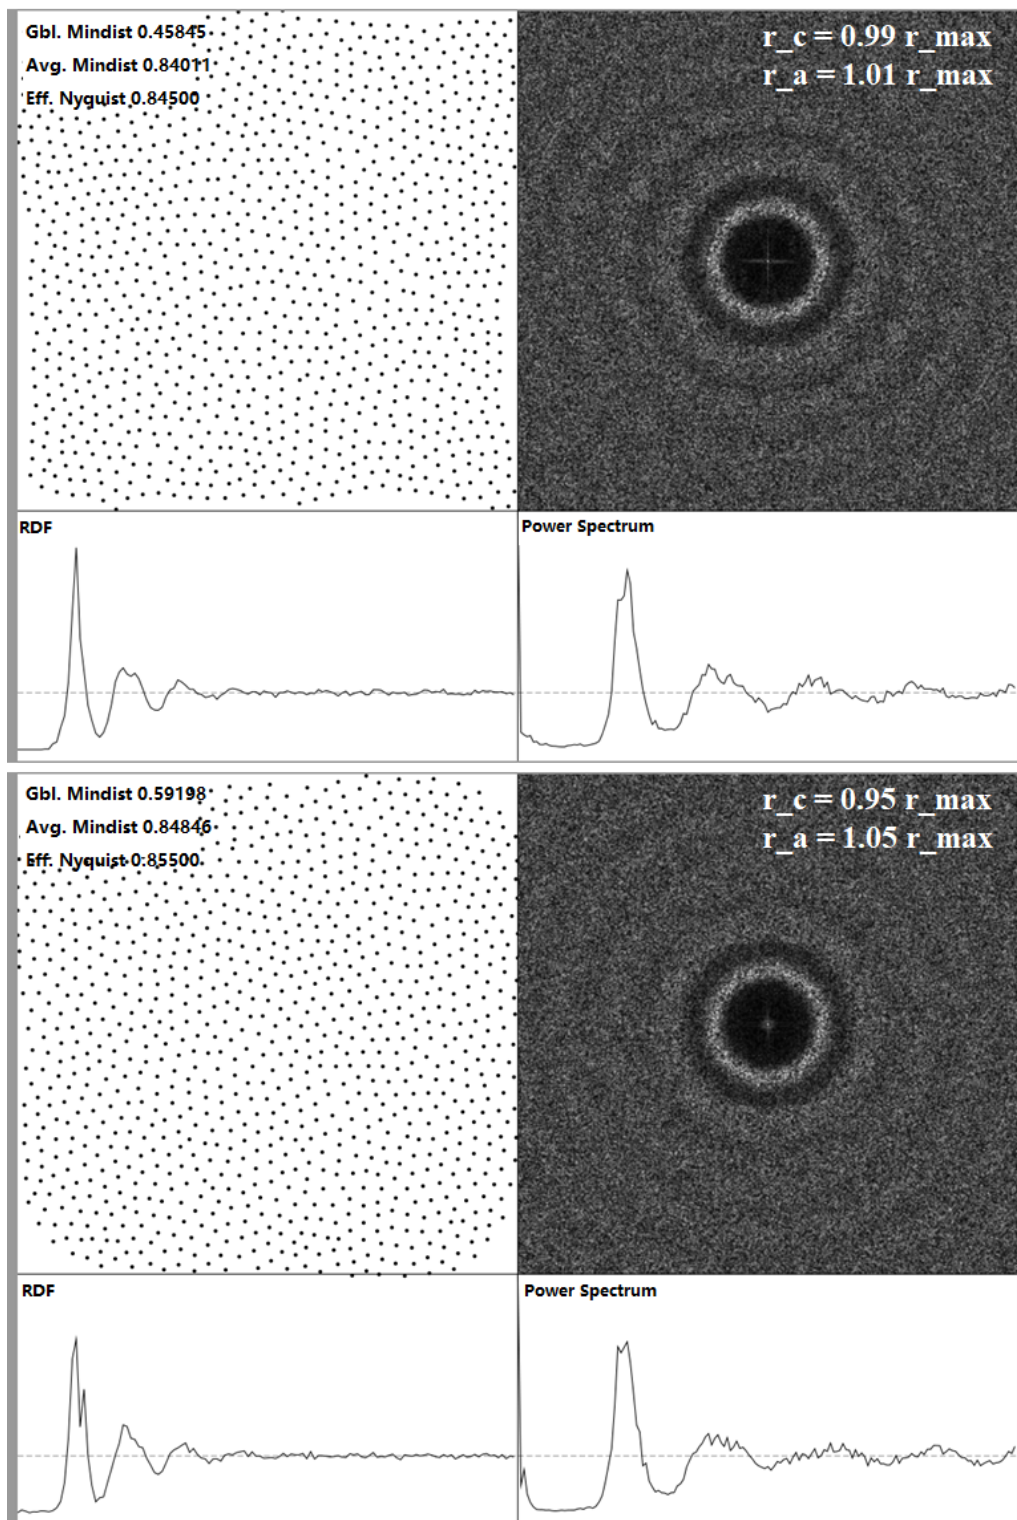 Gbl. Mindist 0.45845
Avg. Mindist 0.84011
Eff. Nyquist 0.84500
r_c = 0.99 r_max
r_a = 1.01 r_max
RDF
Power Spectrum
Gbl. Mindist 0.59198
Avg. Mindist 0.84846
Eff. Nyquist 0.85500
r_c = 0.95 r_max
r_a = 1.05 r_max
RDF
Power Spectrum